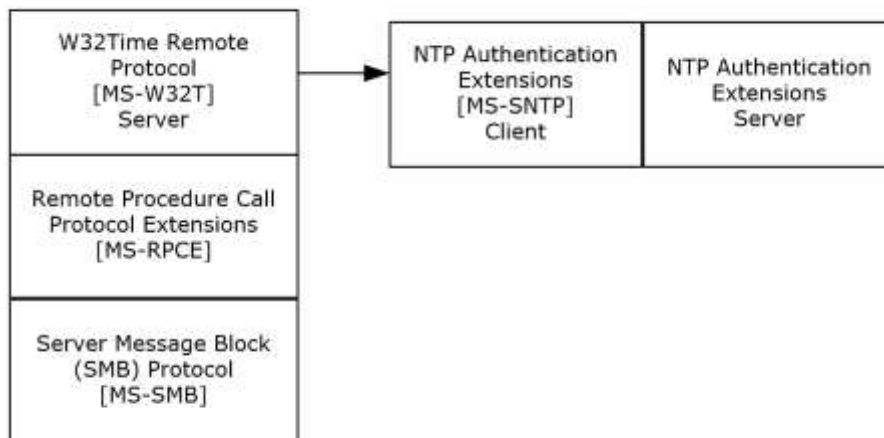 W32Time Remote
Protocol
[MS-W32T]
Server
NTP Authentication
Extensions
[MS-SNTP]
Client
NTP Authentication
Extensions
Server
Remote Procedure Call
Protocol Extensions
[MS-RPCE]
Server Message Block
(SMB) Protocol
[MS-SMB]